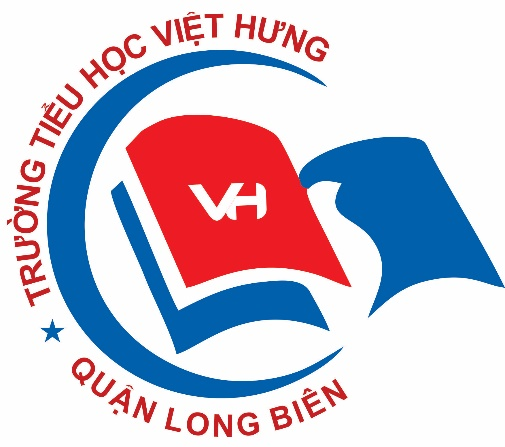 TRƯỜNG TIỂU HỌC VIỆT HƯNG
VH
QUẬN LONG BIÊN